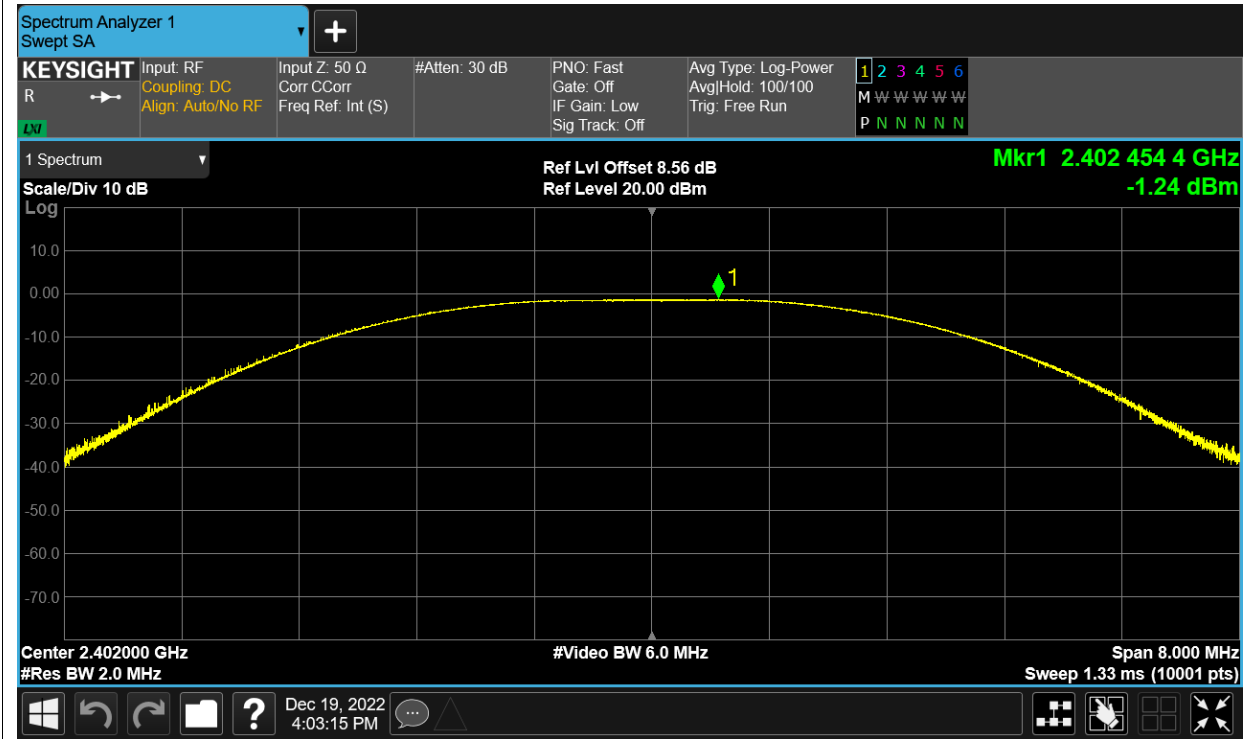 Spectrum Analyzer 1
Swept SA
KEYSIGHT
R
LXI
Input: RF
Coupling: DC
Align: Auto/No RF
Input Z: 50 Ω
Corr CCorr
Freq Ref: Int (S)
#Atten: 30 dB
PNO: Fast
Gate: Off
IF Gain: Low
Sig Track: Off
Avg Type: Log-Power
Avg|Hold: 100/100
Trig: Free Run
1 2 3 4 5 6
M W W W W W
P N N N N N
1 Spectrum
Scale/Div 10 dB
Log
Ref Lvl Offset 8.56 dB
Ref Level 20.00 dBm
Mkr1 2.402 454 4 GHz
-1.24 dBm
10.0
0.00
-10.0
-20.0
-30.0
-40.0
-50.0
-60.0
-70.0
1
Center 2.402000 GHz
#Res BW 2.0 MHz
#Video BW 6.0 MHz
Span 8.000 MHz
Sweep 1.33 ms (10001 pts)
?
Dec 19, 2022
4:03:15 PM